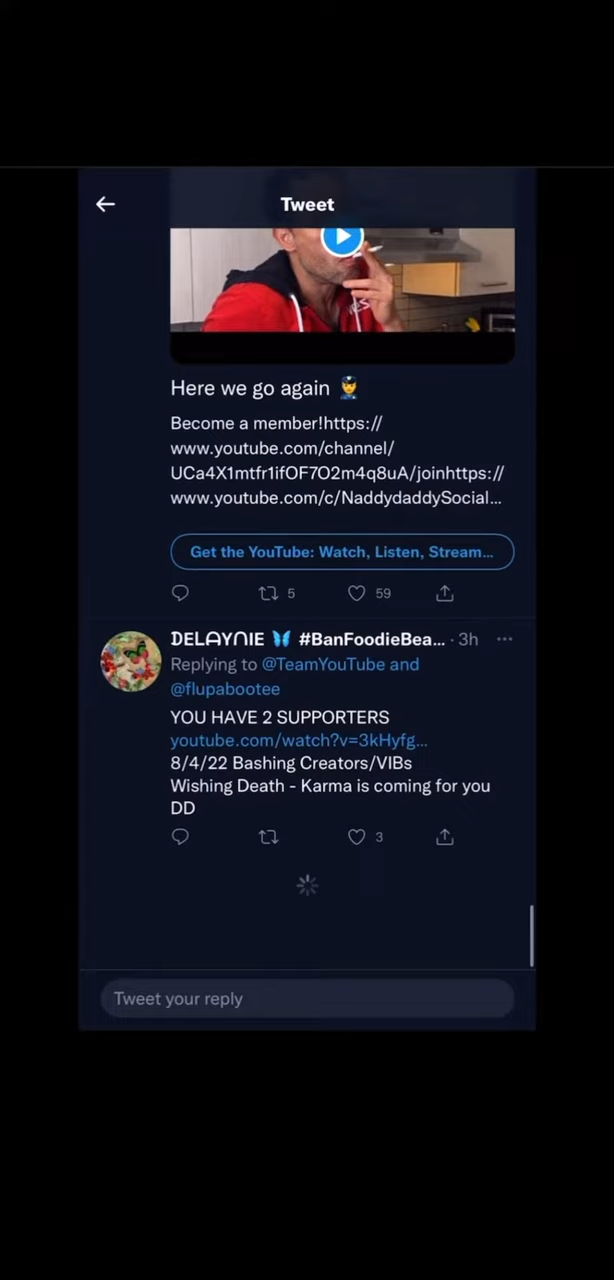 Tweet
Here we go again 👮
Become a member!https://
www.youtube.com/channel/
UCa4X1mtfr1ifOF7O2m4q8uA/joinhttps://
www.youtube.com/c/NaddydaddySocial...
Get the YouTube: Watch, Listen, Stream...
5
59
DELAYNIE 🦋 #BanFoodieBea... · 3h
Replying to @TeamYouTube and
@flupabootee
YOU HAVE 2 SUPPORTERS
youtube.com/watch?v=3kHyfg...
8/4/22 Bashing Creators/VIBs
Wishing Death - Karma is coming for you
DD
3
Tweet your reply